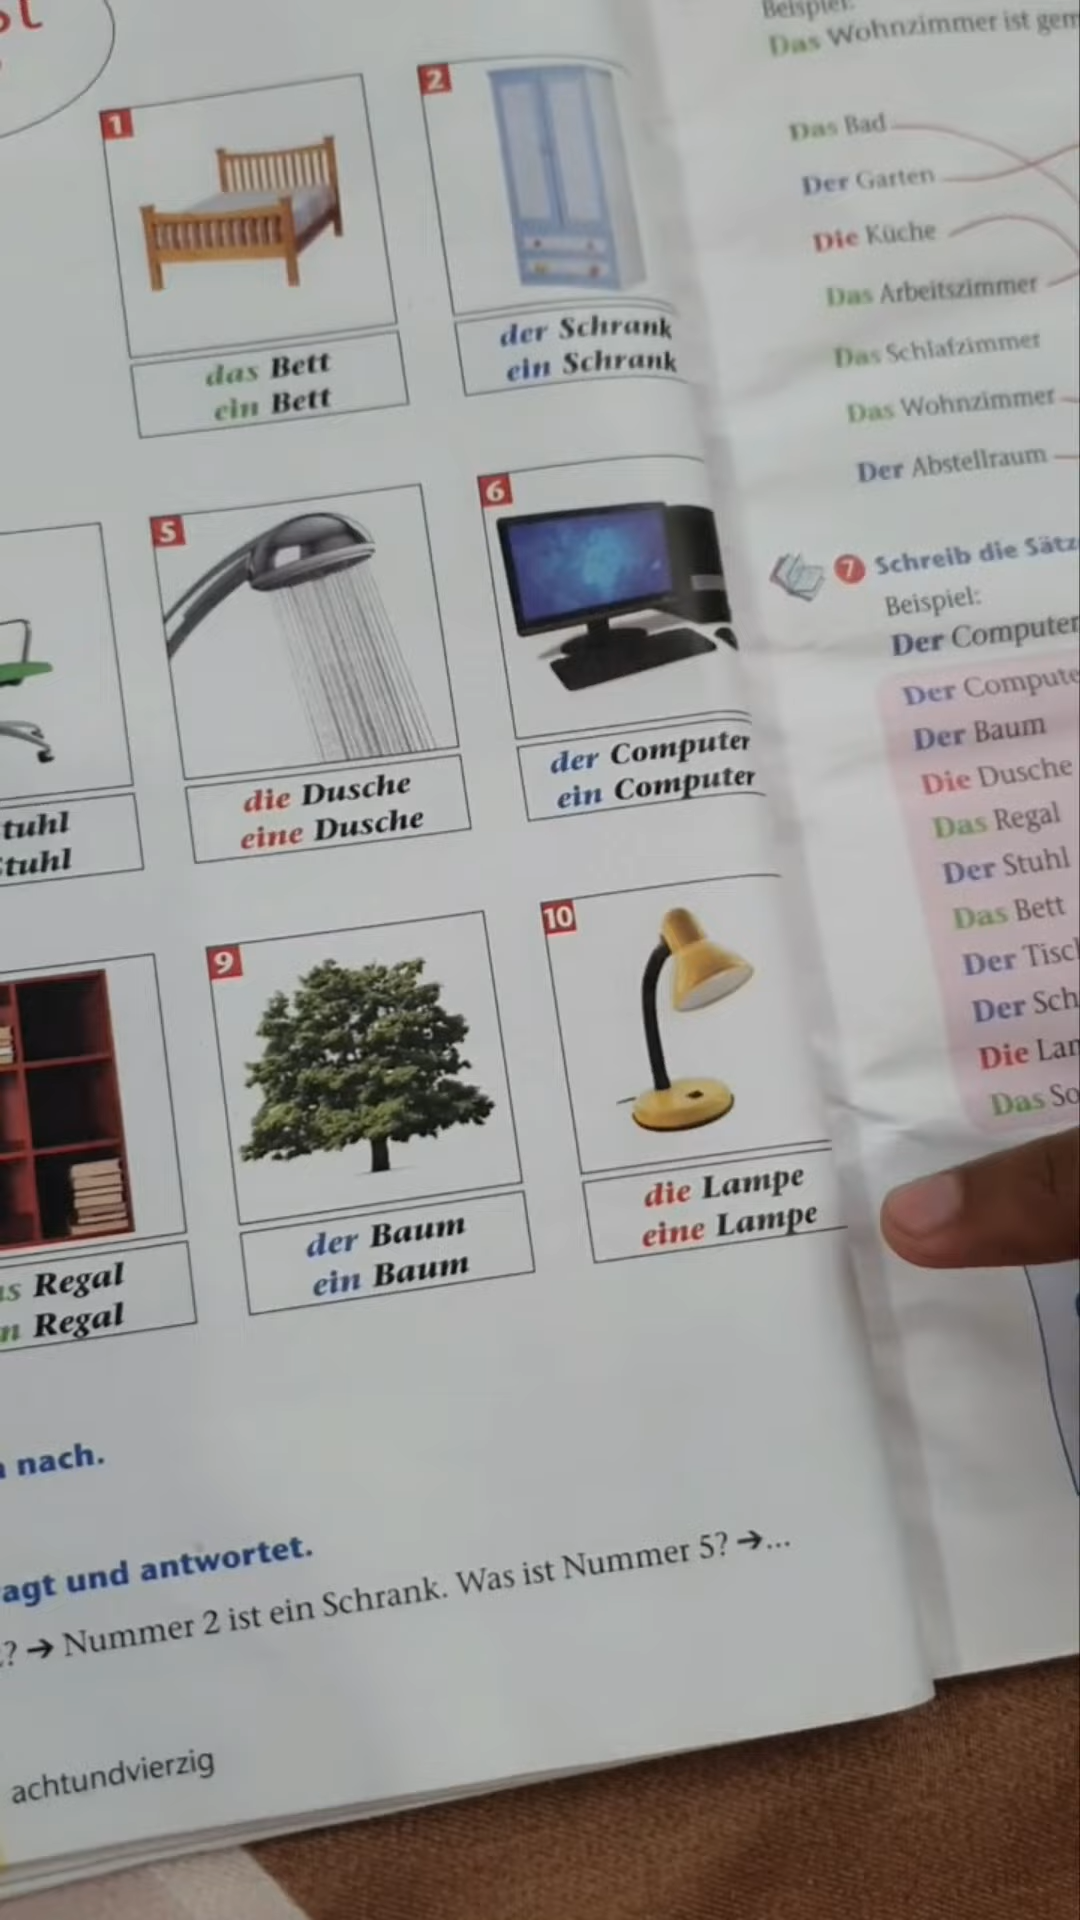 1
das Bett
ein Bett
2
der Schrank
ein Schrank
tuhl
tuhl
5
die Dusche
eine Dusche
6
der Computer
ein Computer
s Regal
n Regal
9
der Baum
ein Baum
10
die Lampe
eine Lampe
nach.
agt und antwortet.
? → Nummer 2 ist ein Schrank. Was ist Nummer 5? → ...
achtundvierzig
Beispiel:
Das Wohnzimmer ist gem
Das Bad
Der Garten
Die Küche
Das Arbeitszimmer
Das Schlafzimmer
Das Wohnzimmer
Der Abstellraum
7 Schreib die Sätz
Beispiel:
Der Computer
Der Compute
Der Baum
Die Dusche
Das Regal
Der Stuhl
Das Bett
Der Tisc
Der Sch
Die Lam
Das So